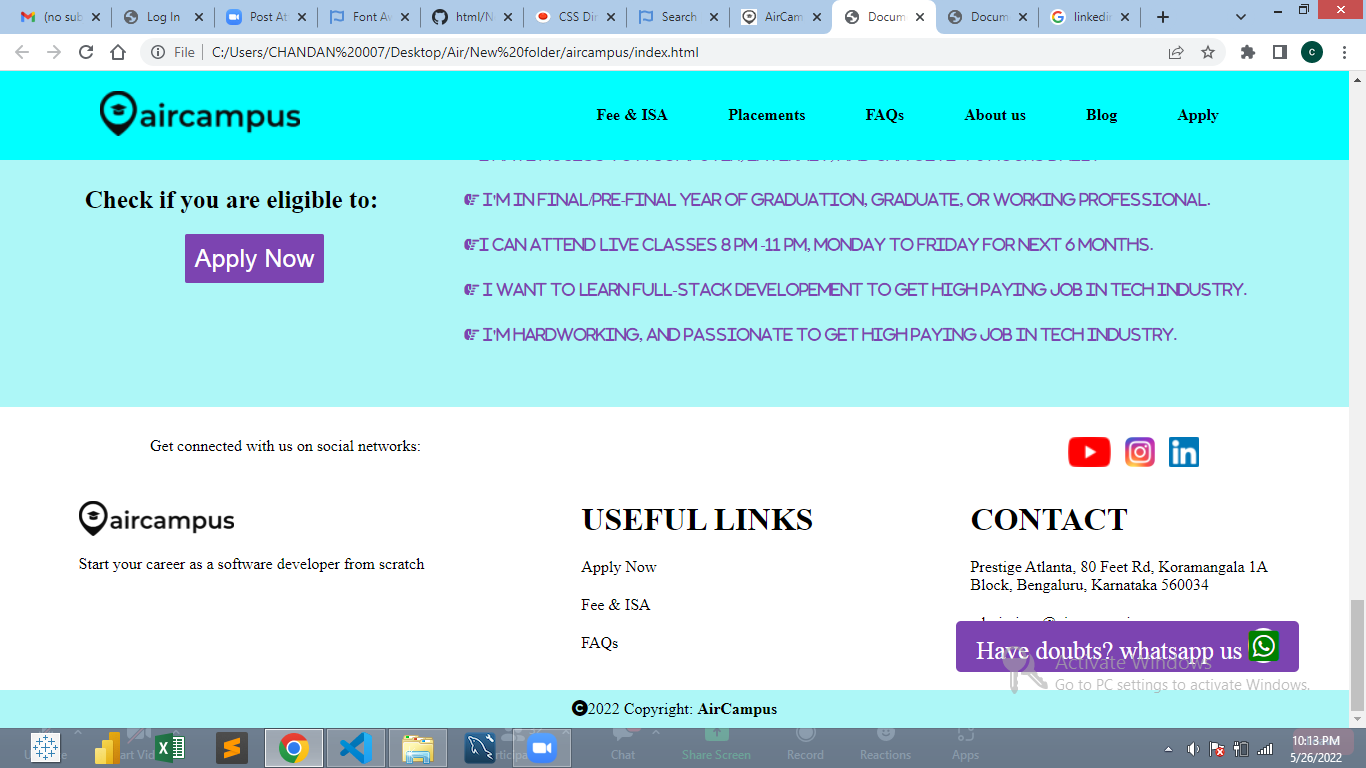 (no sub
Log In
Post At
Font Av
html/N
CSS Dir
Search
AirCam
Docum
Docum
linkedin
File
C:/Users/CHANDAN%20007/Desktop/Air/New%20folder/aircampus/index.html
c
aircampus
Fee & ISA
Placements
FAQs
About us
Blog
Apply
Check if you are eligible to:
Apply Now
I'M IN FINAL/PRE-FINAL YEAR OF GRADUATION, GRADUATE, OR WORKING PROFESSIONAL.
I CAN ATTEND LIVE CLASSES 8 PM -11 PM, MONDAY TO FRIDAY FOR NEXT 6 MONTHS.
I WANT TO LEARN FULL-STACK DEVELOPEMENT TO GET HIGH PAYING JOB IN TECH INDUSTRY.
I'M HARDWORKING, AND PASSIONATE TO GET HIGH PAYING JOB IN TECH INDUSTRY.
Get connected with us on social networks:
in
aircampus
Start your career as a software developer from scratch
USEFUL LINKS
Apply Now
Fee & ISA
FAQs
CONTACT
Prestige Atlanta, 80 Feet Rd, Koramangala 1A
Block, Bengaluru, Karnataka 560034
Have doubts? whatsapp us
Activate Windows
Go to PC settings to activate Windows.
2022 Copyright: AirCampus
Chat
Share Screen
Record
Reactions
Apps
10:13 PM
5/26/2022